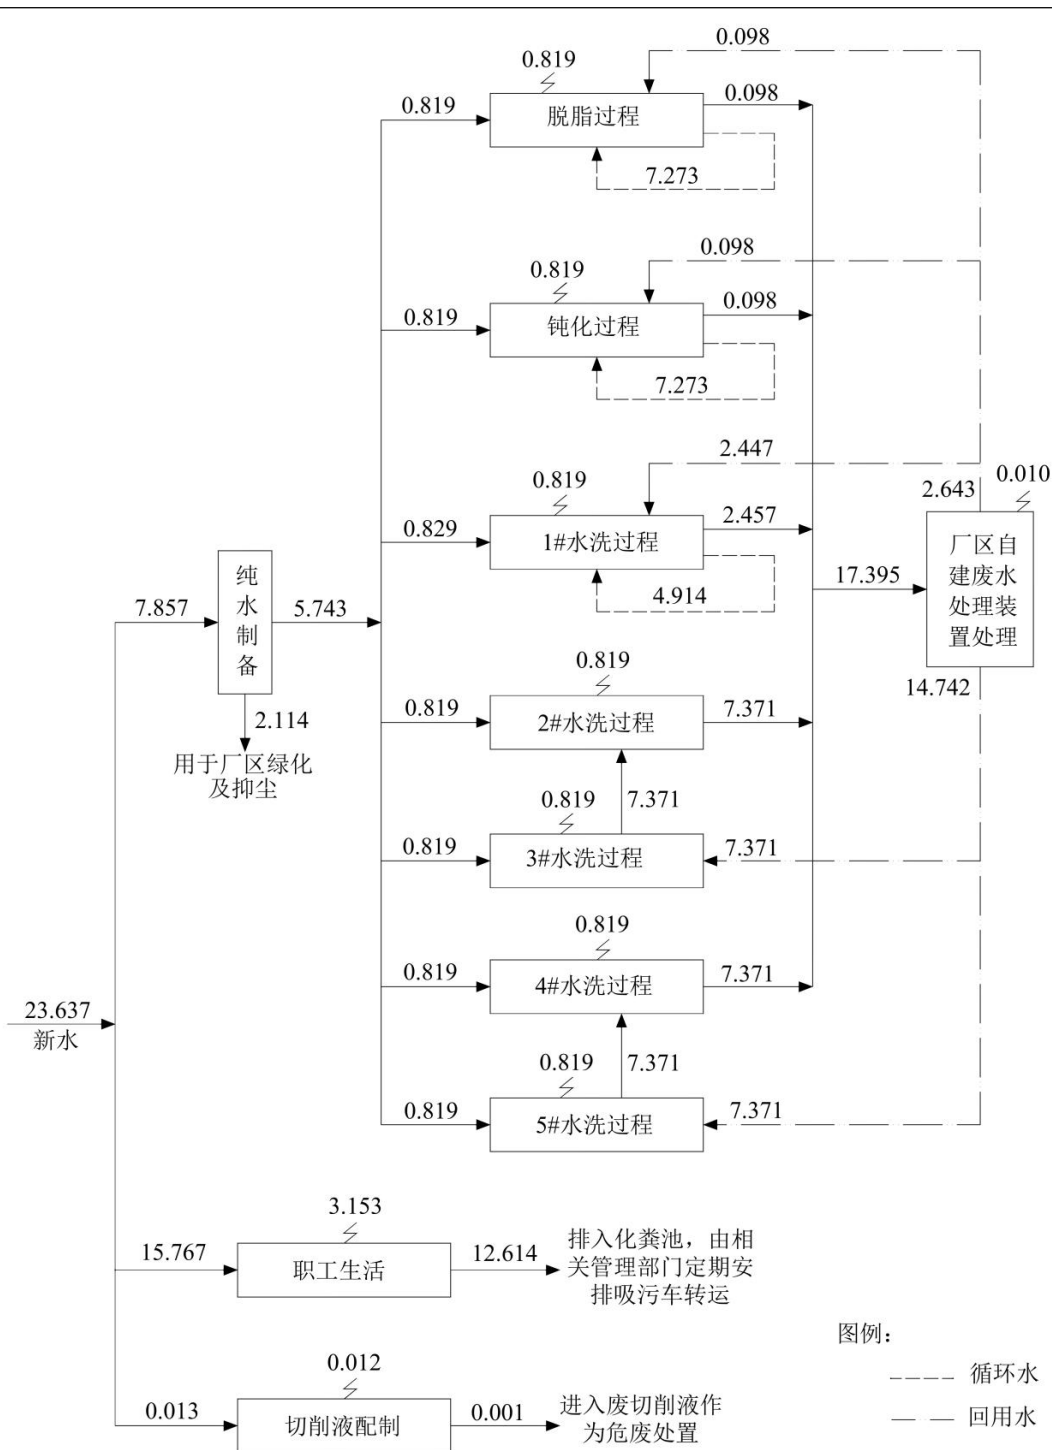 0.098
0.819
0.819
脱脂过程
0.098
7.273
0.098
0.819
0.819
钝化过程
0.098
7.273
2.447
0.819
0.829
1#水洗过程
2.457
4.914
2.643
0.010
厂区自
建废水
处理装
置处理
17.395
14.742
7.857
纯
水
制
备
5.743
2.114
用于厂区绿化
及抑尘
0.819
0.819
2#水洗过程
7.371
7.371
0.819
0.819
3#水洗过程
7.371
0.819
0.819
4#水洗过程
7.371
7.371
0.819
0.819
5#水洗过程
7.371
23.637
新水
3.153
15.767
职工生活
12.614
排入化粪池，由相
关管理部门定期安
排吸污车转运
0.012
0.013
切削液配制
0.001
进入废切削液作
为危废处置
图例：
循环水
回用水